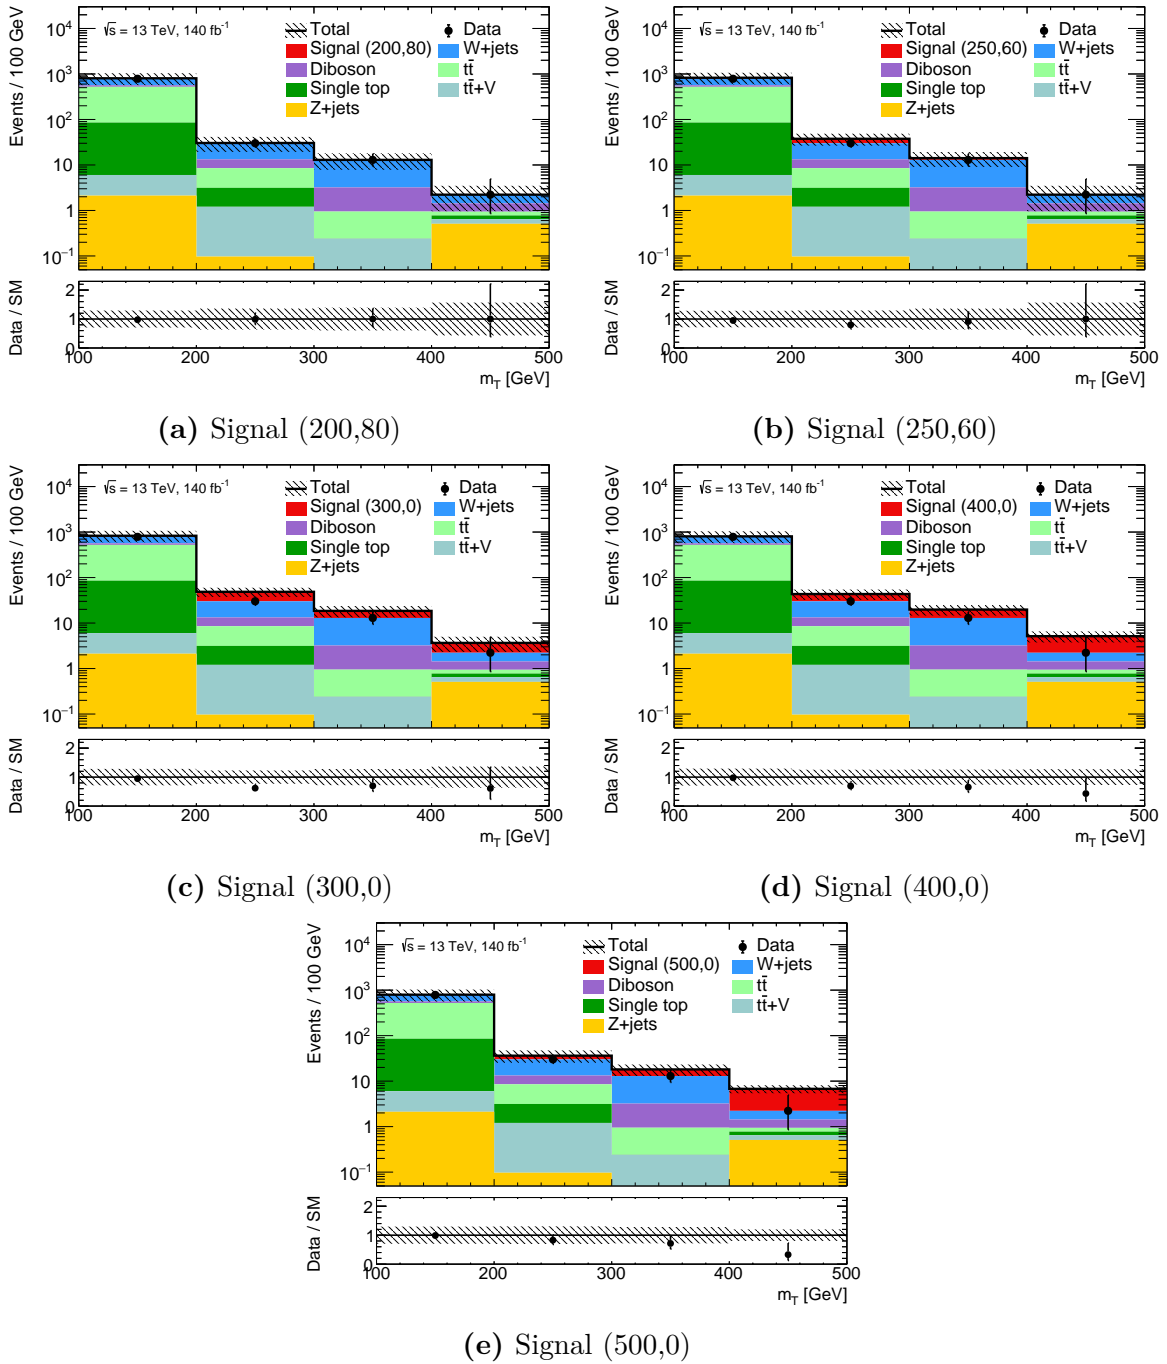 Events / 100 GeV
10⁴
10³
10²
10
1
10⁻¹
√s = 13 TeV, 140 fb⁻¹
Total
Data
Signal (200,80)
W+jets
Diboson
tt̄
Single top
tt̄+V
Z+jets
Data / SM
2
1
0
100 200 300 400 500
m_T [GeV]
(a) Signal (200,80)
Events / 100 GeV
10⁴
10³
10²
10
1
10⁻¹
√s = 13 TeV, 140 fb⁻¹
Total
Data
Signal (250,60)
W+jets
Diboson
tt̄
Single top
tt̄+V
Z+jets
Data / SM
2
1
0
100 200 300 400 500
m_T [GeV]
(b) Signal (250,60)
Events / 100 GeV
10⁴
10³
10²
10
1
10⁻¹
√s = 13 TeV, 140 fb⁻¹
Total
Data
Signal (300,0)
W+jets
Diboson
tt̄
Single top
tt̄+V
Z+jets
Data / SM
2
1
0
100 200 300 400 500
m_T [GeV]
(c) Signal (300,0)
Events / 100 GeV
10⁴
10³
10²
10
1
10⁻¹
√s = 13 TeV, 140 fb⁻¹
Total
Data
Signal (400,0)
W+jets
Diboson
tt̄
Single top
tt̄+V
Z+jets
Data / SM
2
1
0
100 200 300 400 500
m_T [GeV]
(d) Signal (400,0)
Events / 100 GeV
10⁴
10³
10²
10
1
10⁻¹
√s = 13 TeV, 140 fb⁻¹
Total
Data
Signal (500,0)
W+jets
Diboson
tt̄
Single top
tt̄+V
Z+jets
Data / SM
2
1
0
100 200 300 400 500
m_T [GeV]
(e) Signal (500,0)